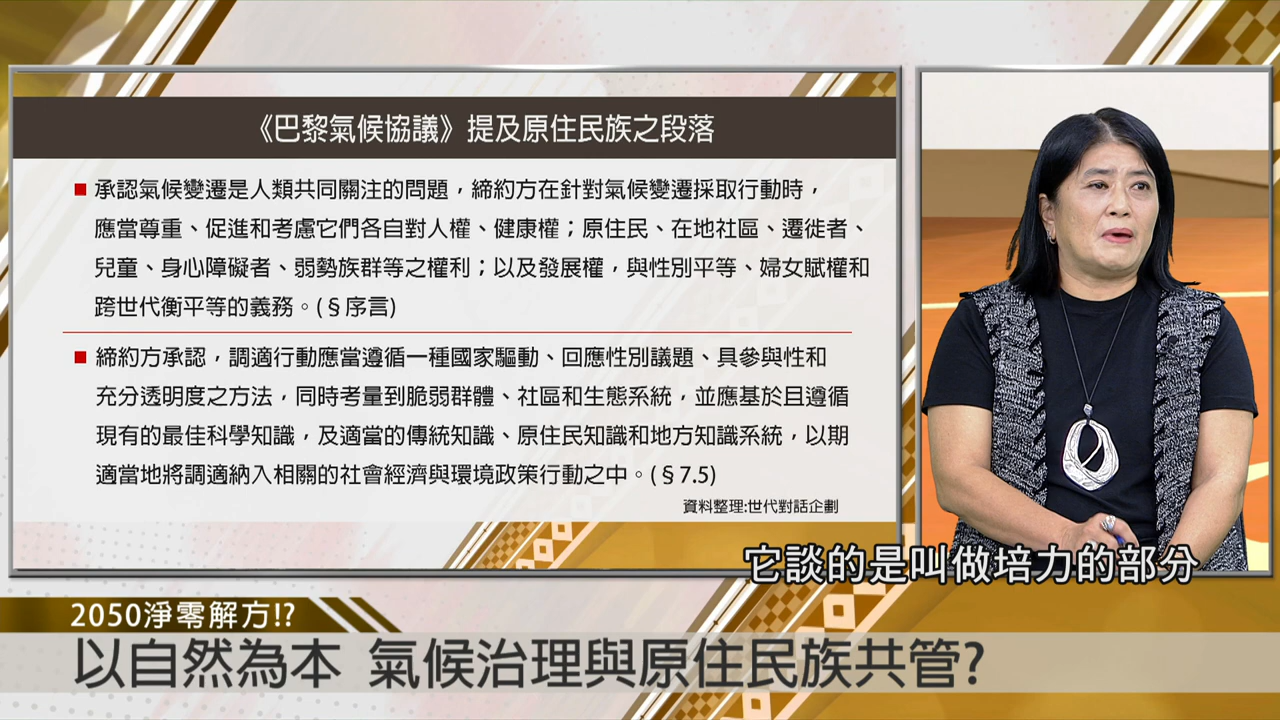 《巴黎氣候協議》提及原住民族之段落
■ 承認氣候變遷是人類共同關注的問題，締約方在針對氣候變遷採取行動時，
應當尊重、促進和考慮它們各自對人權、健康權；原住民、在地社區、遷徙者、
兒童、身心障礙者、弱勢族群等之權利；以及發展權，與性別平等、婦女賦權和
跨世代衡平等的義務。(§序言)
■ 締約方承認，調適行動應當遵循一種國家驅動、回應性別議題、具參與性和
充分透明度之方法，同時考量到脆弱群體、社區和生態系統，並應基於且遵循
現有的最佳科學知識，及適當的傳統知識、原住民知識和地方知識系統，以期
適當地將調適納入相關的社會經濟與環境政策行動之中。(§7.5)
資料整理:世代對話企劃
它談的是叫做培力的部分
2050淨零解方!?
以自然為本 氣候治理與原住民族共管?